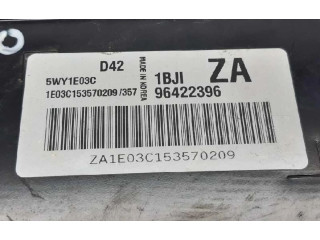 D42
5WY1E03C
1E03C153570209 /357
MADE IN KOREA
1BJI ZA
96422396
ZA1E03C153570209